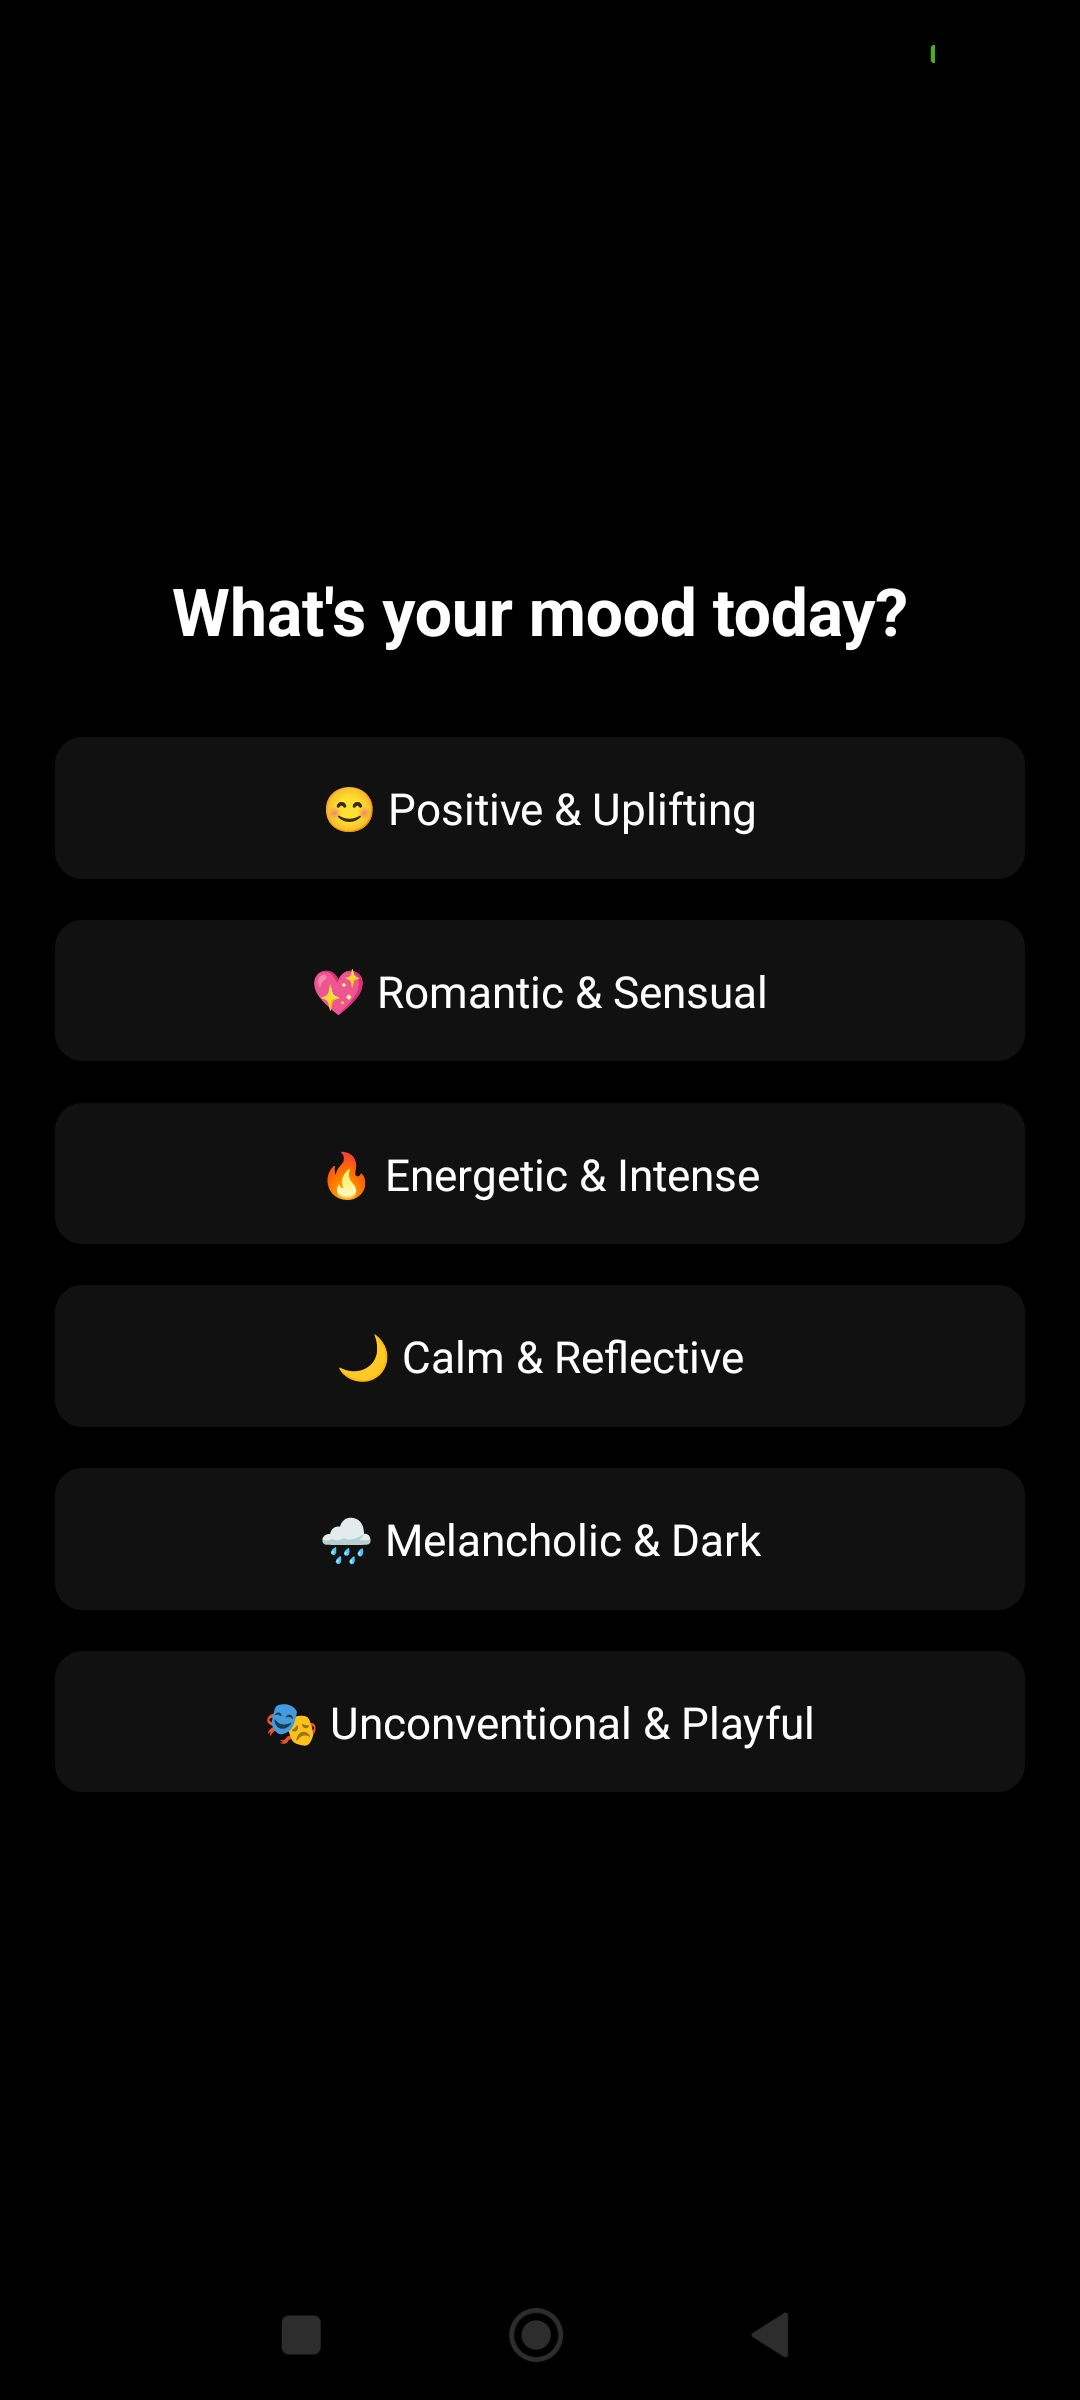 What's your mood today?
😊 Positive & Uplifting
💖 Romantic & Sensual
🔥 Energetic & Intense
🌙 Calm & Reflective
🌧️ Melancholic & Dark
🎭 Unconventional & Playful